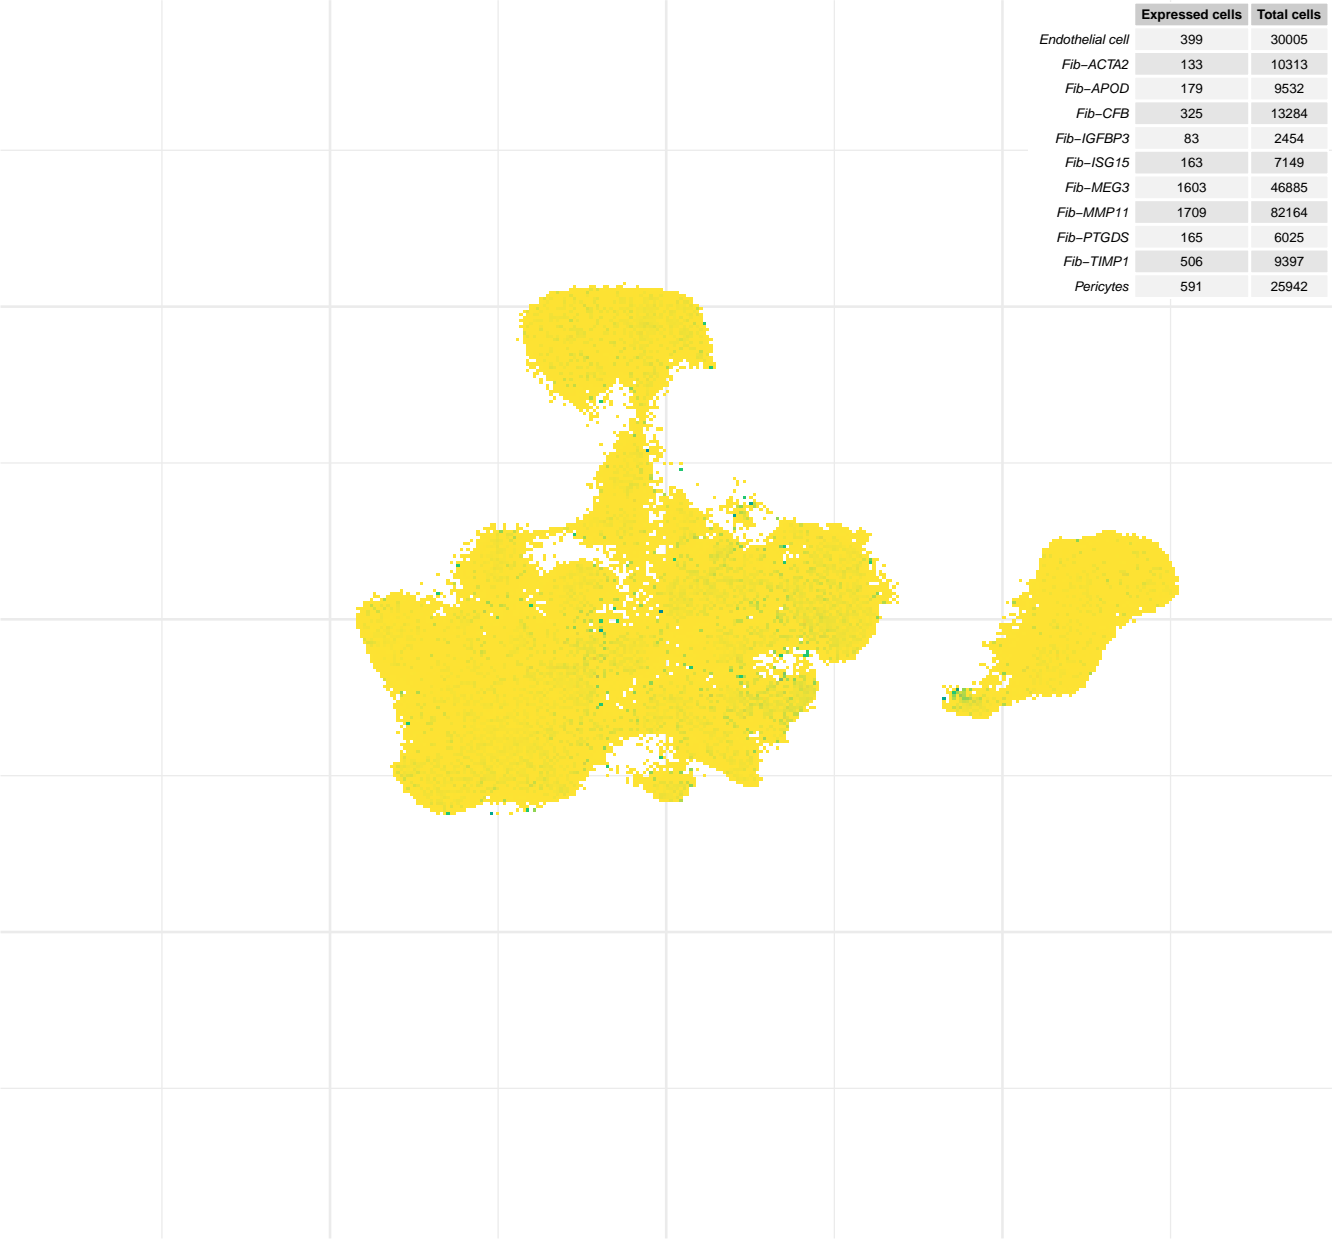 Expressed cells Total cells
Endothelial cell 399 30005
Fib−ACTA2 133 10313
Fib−APOD 179 9532
Fib−CFB 325 13284
Fib−IGFBP3 83 2454
Fib−ISG15 163 7149
Fib−MEG3 1603 46885
Fib−MMP11 1709 82164
Fib−PTGDS 165 6025
Fib−TIMP1 506 9397
Pericytes 591 25942